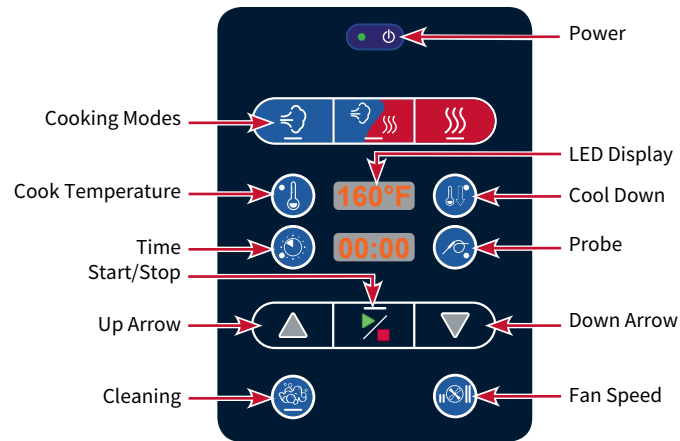 Power
Cooking Modes
LED Display
Cook Temperature
160°F
Cool Down
Time
00:00
Probe
Start/Stop
Up Arrow
Down Arrow
Cleaning
Fan Speed